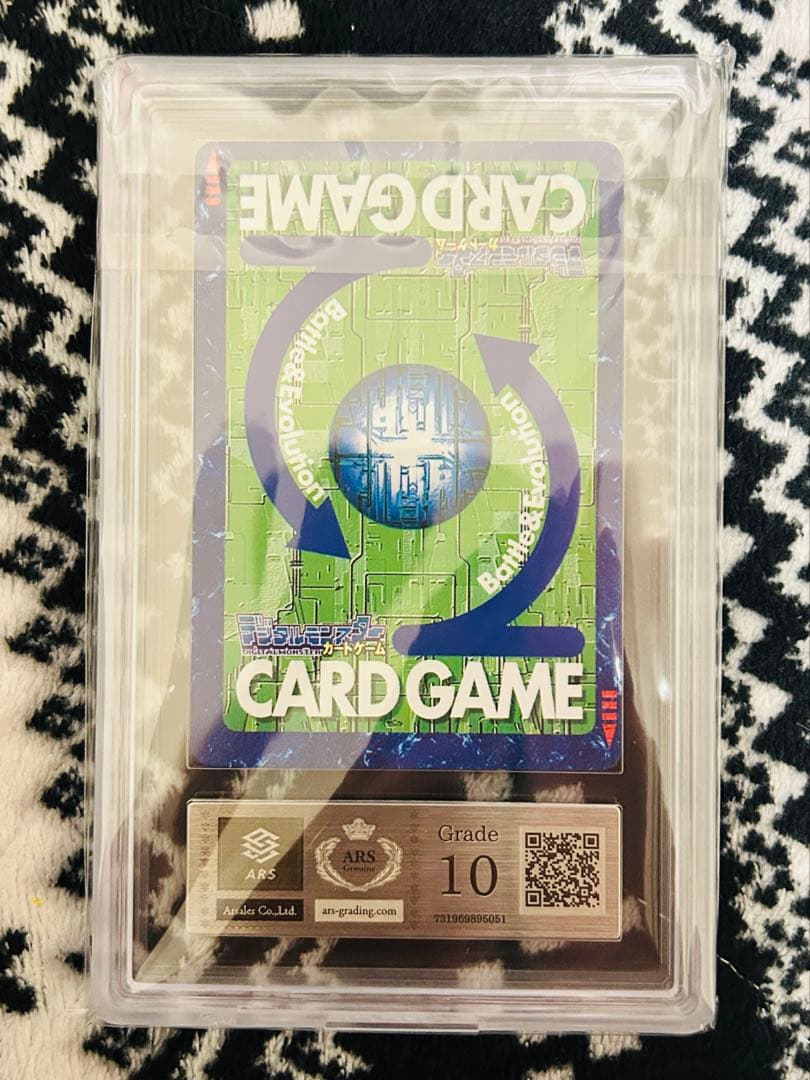 CARD GAME
デジタルモンスター
カードゲーム
Battle&Evolution
Battle&Evolution
デジタルモンスター
DIGITAL MONSTER
カードゲーム
CARD GAME
ARS
Arsales Co.,Ltd.
ARS
Genuine
ars-grading.com
Grade
10
731969895051